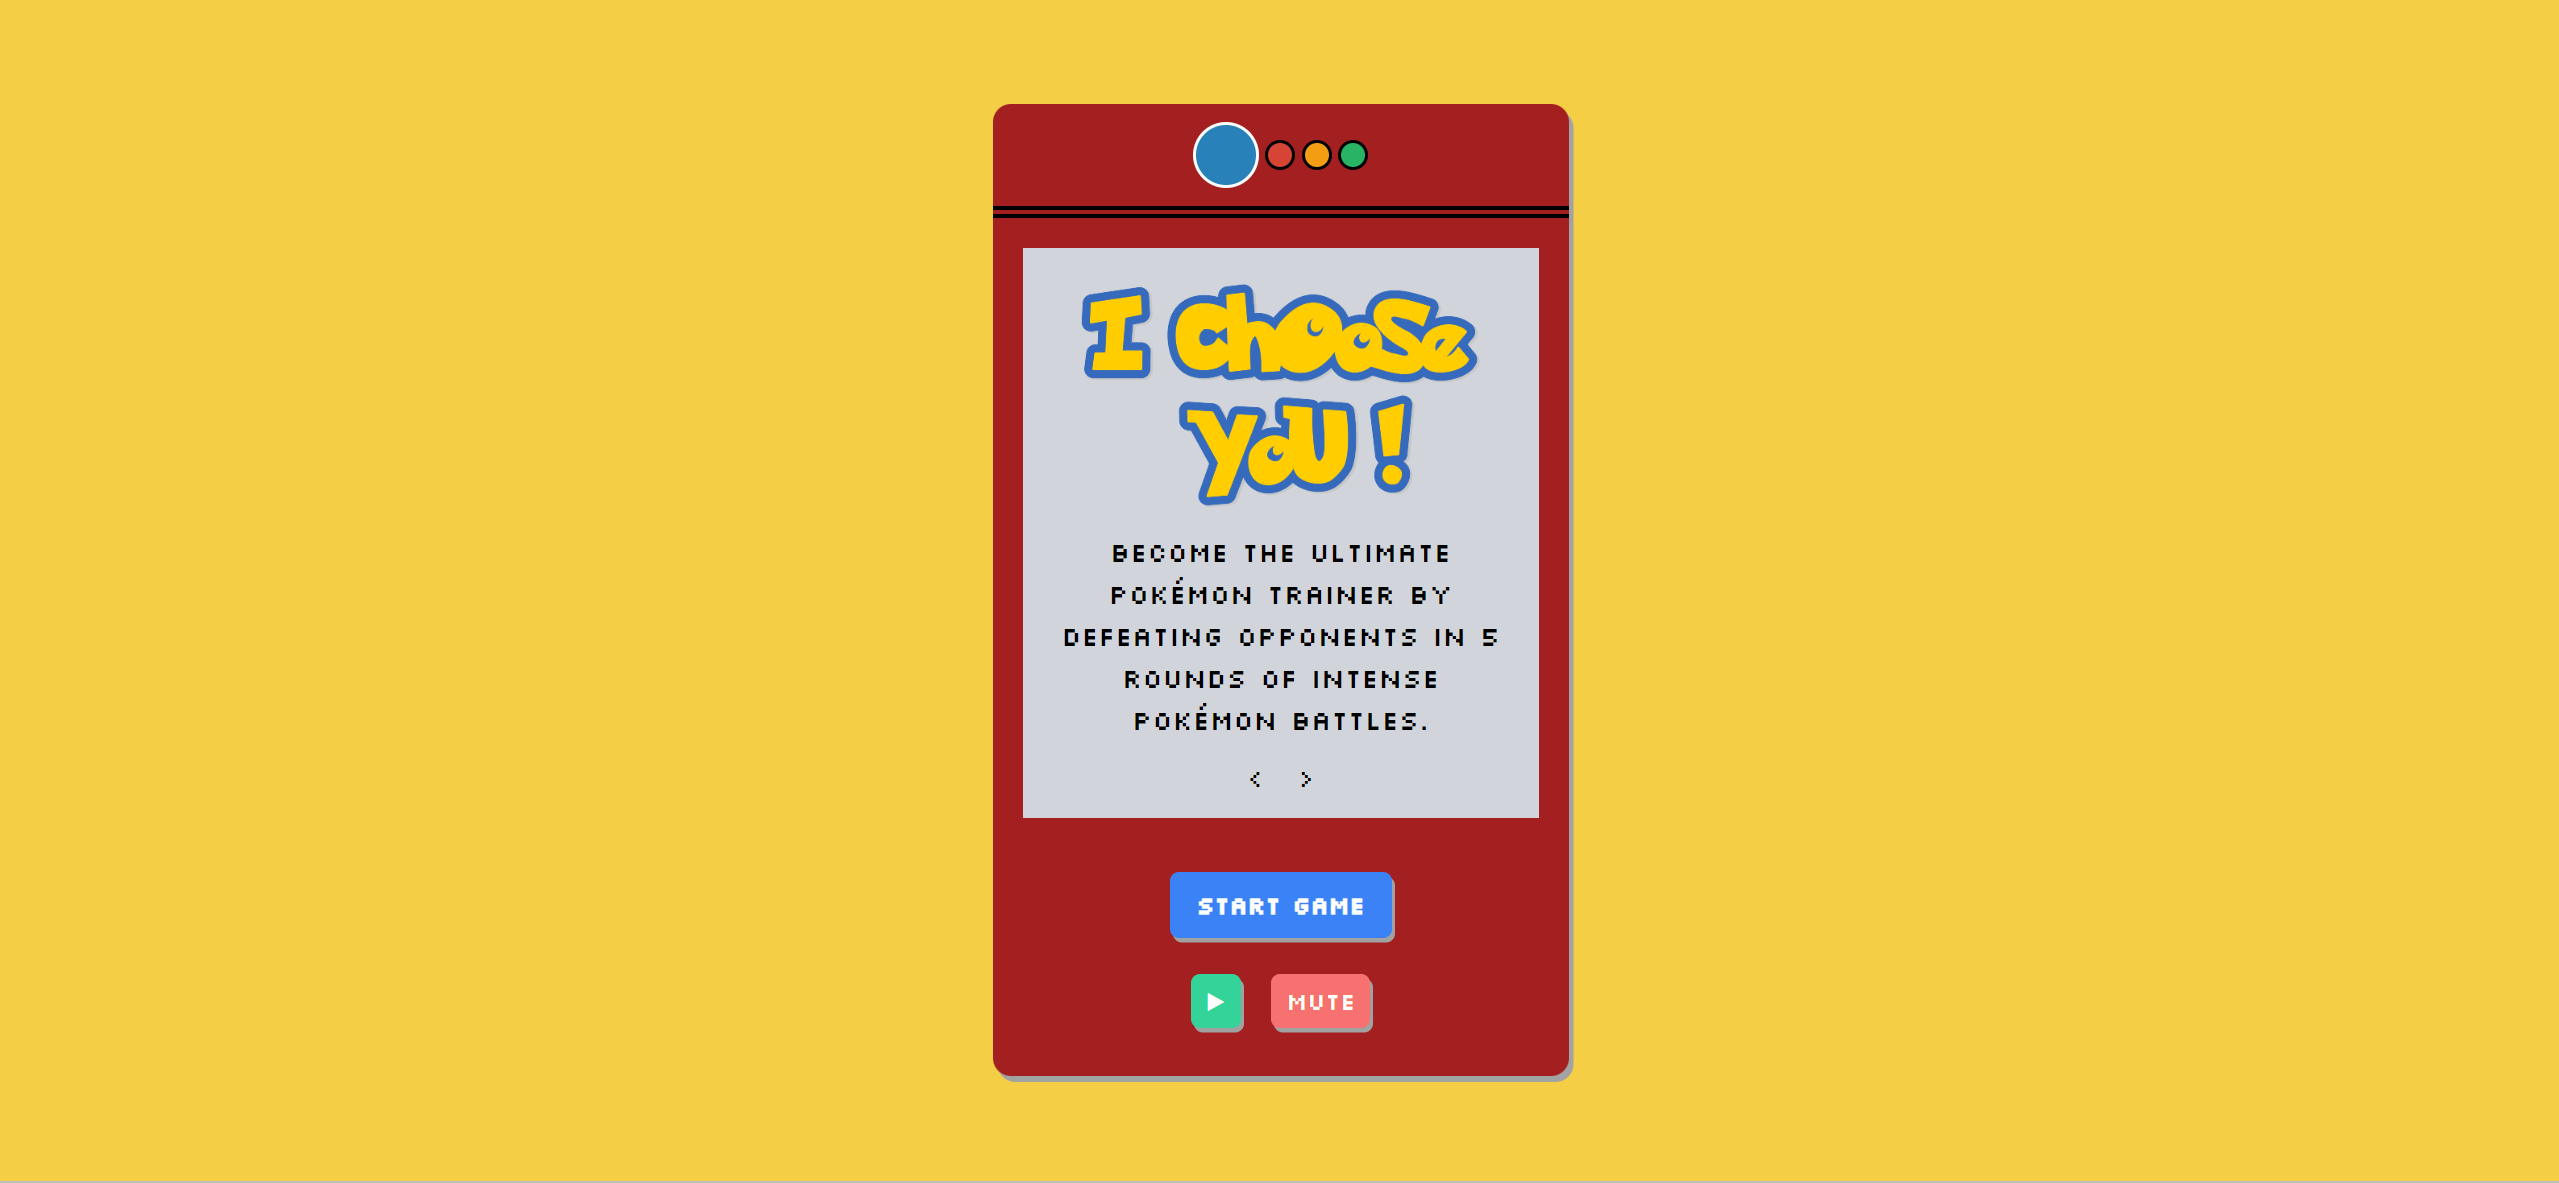 I Choose
You !
BECOME THE ULTIMATE
POKÉMON TRAINER BY
DEFEATING OPPONENTS IN 5
ROUNDS OF INTENSE
POKÉMON BATTLES.
< >
START GAME
MUTE